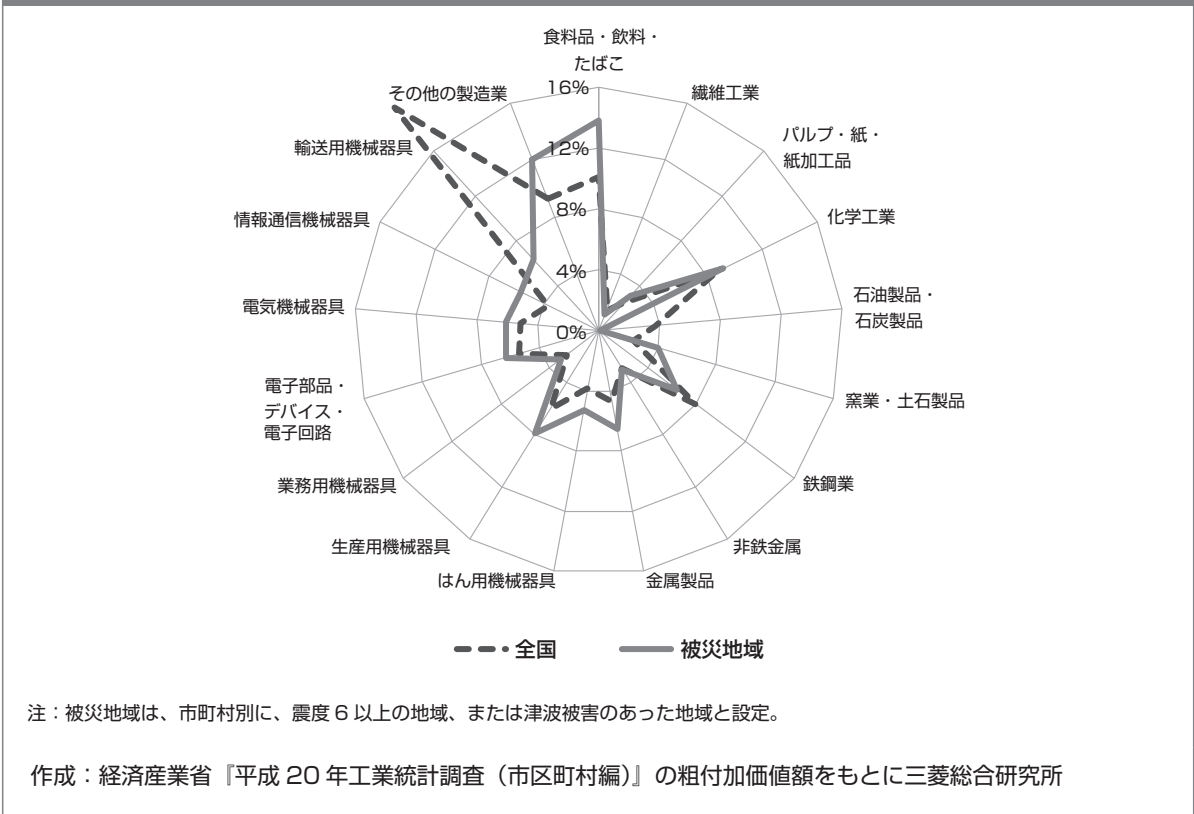 食料品・飲料・
たばこ
16%
12%
8%
4%
0%
繊維工業
パルプ・紙・
紙加工品
化学工業
石油製品・
石炭製品
窯業・土石製品
鉄鋼業
非鉄金属
金属製品
はん用機械器具
生産用機械器具
業務用機械器具
電子部品・
デバイス・
電子回路
電気機械器具
情報通信機械器具
輸送用機械器具
その他の製造業
全国
被災地域
注：被災地域は、市町村別に、震度 6 以上の地域、または津波被害のあった地域と設定。
作成：経済産業省『平成 20 年工業統計調査（市区町村編）』の粗付加価値額をもとに三菱総合研究所